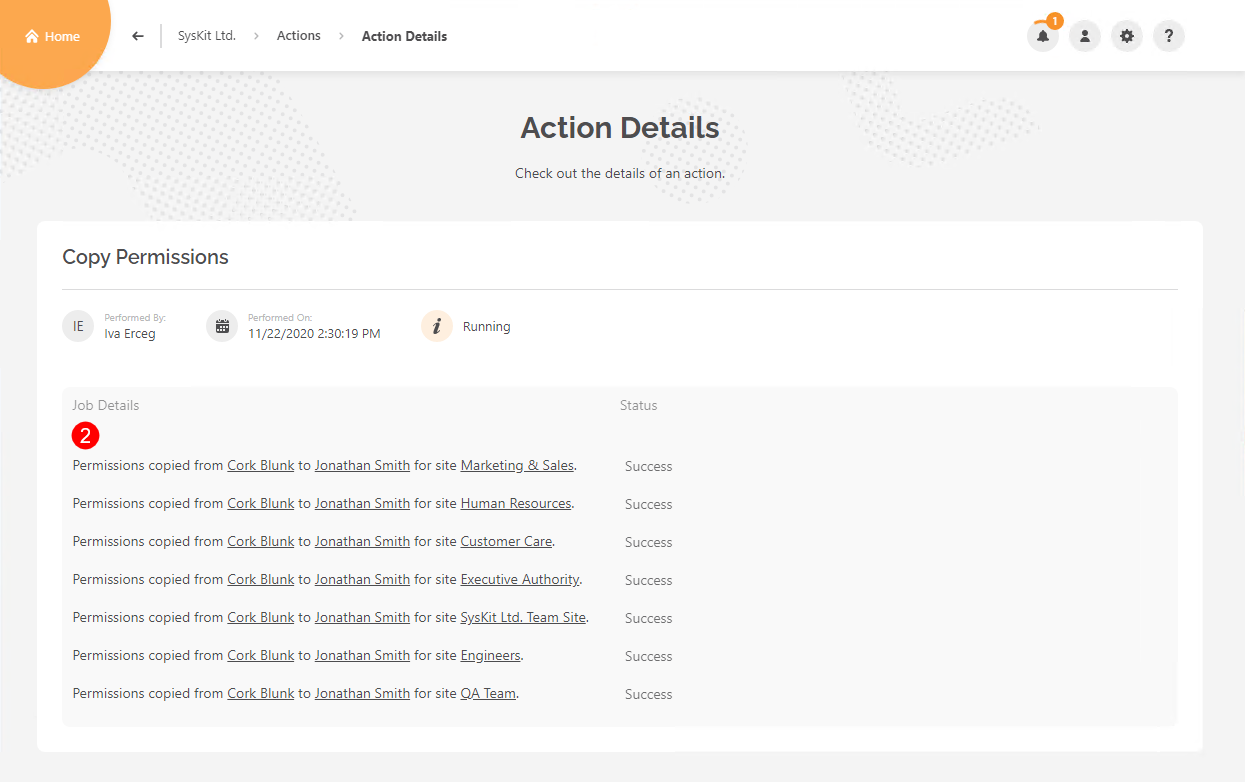 Home
SysKit Ltd. > Actions > Action Details
1
?
Action Details
Check out the details of an action.
Copy Permissions
IE
Performed By:
Iva Erceg
Performed On:
11/22/2020 2:30:19 PM
i
Running
Job Details Status
2
Permissions copied from Cork Blunk to Jonathan Smith for site Marketing & Sales. Success
Permissions copied from Cork Blunk to Jonathan Smith for site Human Resources. Success
Permissions copied from Cork Blunk to Jonathan Smith for site Customer Care. Success
Permissions copied from Cork Blunk to Jonathan Smith for site Executive Authority. Success
Permissions copied from Cork Blunk to Jonathan Smith for site SysKit Ltd. Team Site. Success
Permissions copied from Cork Blunk to Jonathan Smith for site Engineers. Success
Permissions copied from Cork Blunk to Jonathan Smith for site QA Team. Success